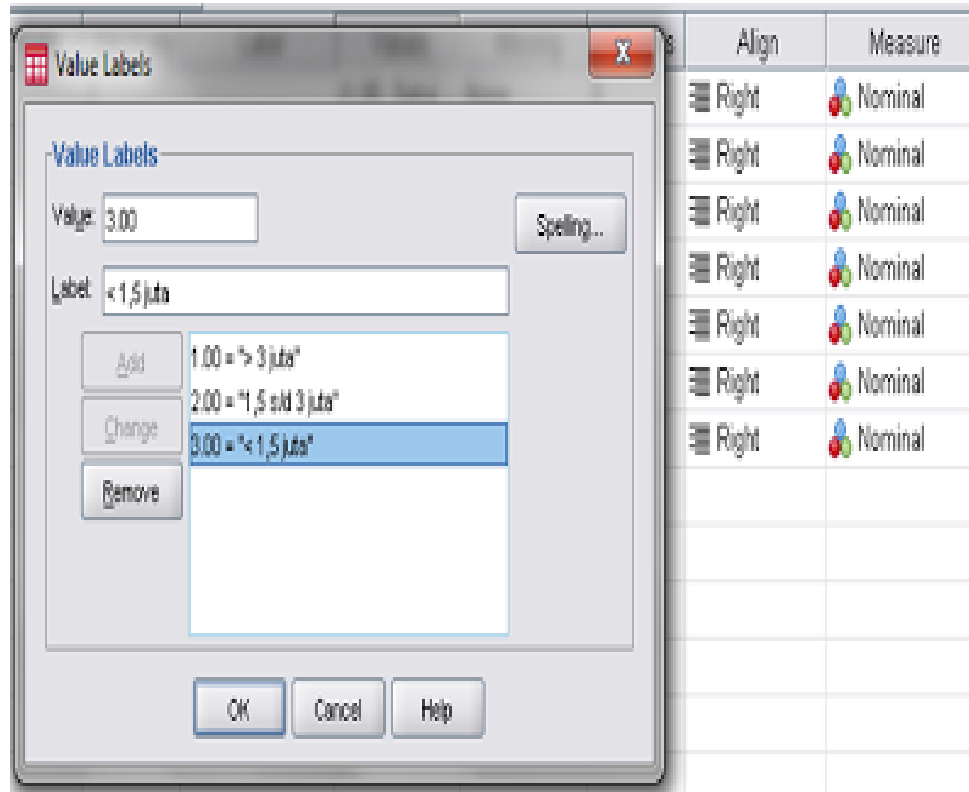 Value Labels
Align Measure
Right Nominal
Right Nominal
Right Nominal
Right Nominal
Right Nominal
Right Nominal
Right Nominal
Value Labels
Value: 3.00
Spelling...
Label: < 1,5 juta
Add
Change
Remove
1.00 = "> 3 juta"
2.00 = "1,5 s/d 3 juta"
3.00 = "< 1,5 juta"
OK Cancel Help